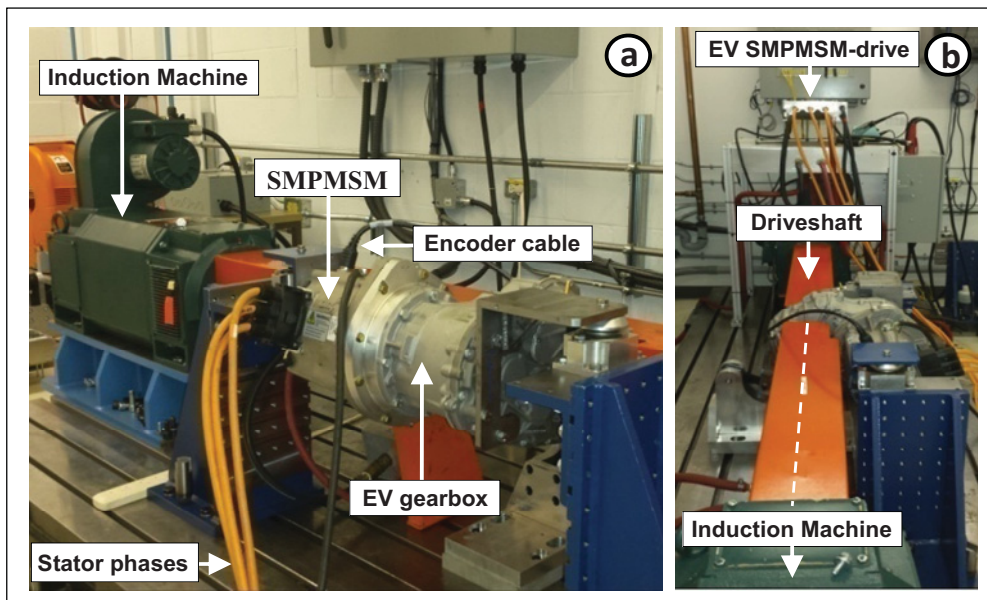 a
Induction Machine
SMPMSM
Encoder cable
EV gearbox
Stator phases
EV SMPMSM-drive
b
Driveshaft
Induction Machine